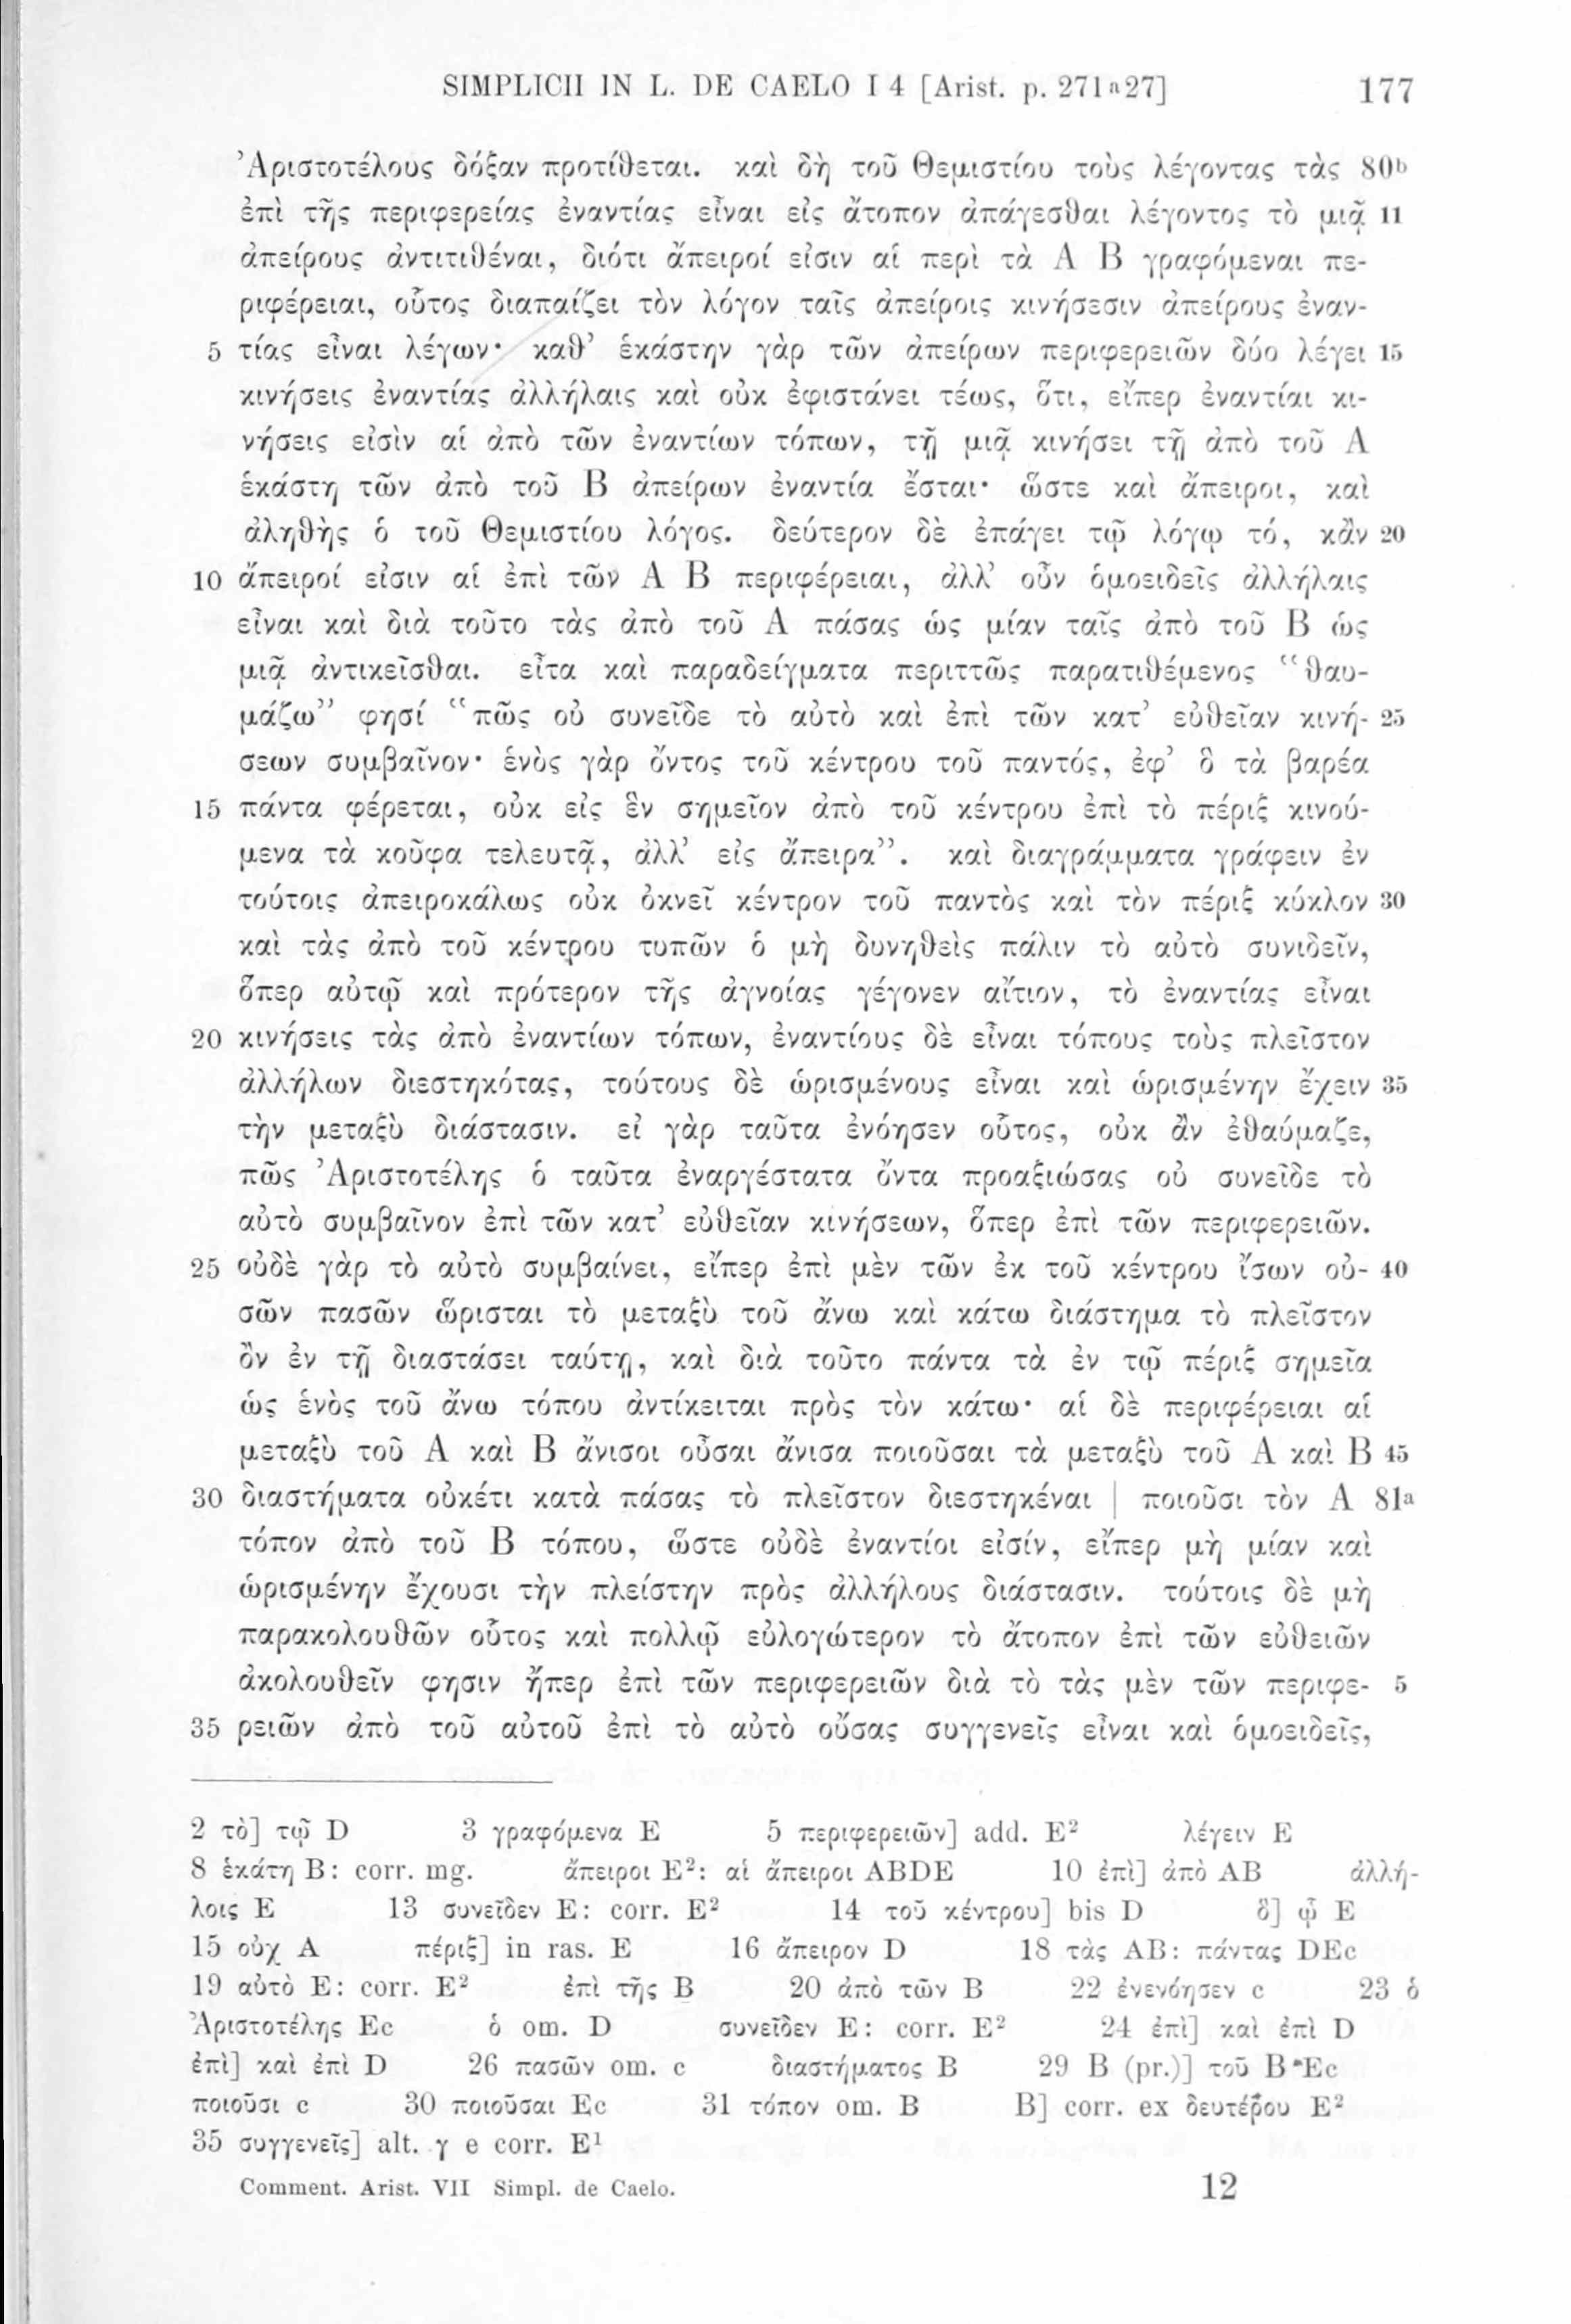 SIMPLICII IN L. DE CAELO I 4 [Arist. p. 271a27] 177
Ἀριστοτέλους δόξαν προτίθεται. καὶ δὴ τοῦ Θεμιστίου τοὺς λέγοντας τὰς 80b
ἐπὶ τῆς περιφερείας ἐναντίας εἶναι εἰς ἄτοπον ἀπάγεσθαι λέγοντος τὸ μιᾷ 11
ἀπείρους ἀντιτιθέναι, διότι ἄπειροί εἰσιν αἱ περὶ τὰ Α Β γραφόμεναι πε-
ριφέρειαι, οὗτος διαπαίζει τὸν λόγον ταῖς ἀπείροις κινήσεσιν ἀπείρους ἐναν-
5 τίας εἶναι λέγων· καθ’ ἑκάστην γὰρ τῶν ἀπείρων περιφερειῶν δύο λέγει 15
κινήσεις ἐναντίας ἀλλήλαις καὶ οὐκ ἐφιστάνει τέως, ὅτι, εἴπερ ἐναντίαι κι-
νήσεις εἰσὶν αἱ ἀπὸ τῶν ἐναντίων τόπων, τῇ μιᾷ κινήσει τῇ ἀπὸ τοῦ Α
ἑκάστη τῶν ἀπὸ τοῦ Β ἀπείρων ἐναντία ἔσται· ὥστε καὶ ἄπειροι, καὶ
ἀληθὴς ὁ τοῦ Θεμιστίου λόγος. δεύτερον δὲ ἐπάγει τῷ λόγῳ τό, κἂν 20
10 ἄπειροί εἰσιν αἱ ἐπὶ τῶν Α Β περιφέρειαι, ἀλλ’ οὖν ὁμοειδεῖς ἀλλήλαις
εἶναι καὶ διὰ τοῦτο τὰς ἀπὸ τοῦ Α πάσας ὡς μίαν ταῖς ἀπὸ τοῦ Β ὡς
μιᾷ ἀντικεῖσθαι. εἶτα καὶ παραδείγματα περιττῶς παρατιθέμενος “θαυ-
μάζω” φησί “πῶς οὐ συνεῖδε τὸ αὐτὸ καὶ ἐπὶ τῶν κατ’ εὐθεῖαν κινή- 25
σεων συμβαῖνον· ἑνὸς γὰρ ὄντος τοῦ κέντρου τοῦ παντός, ἐφ’ ὃ τὰ βαρέα
15 πάντα φέρεται, οὐκ εἰς ἓν σημεῖον ἀπὸ τοῦ κέντρου ἐπὶ τὸ πέριξ κινού-
μενα τὰ κοῦφα τελευτᾷ, ἀλλ’ εἰς ἄπειρα”. καὶ διαγράμματα γράφειν ἐν
τούτοις ἀπειροκάλως οὐκ ὀκνεῖ κέντρον τοῦ παντὸς καὶ τὸν πέριξ κύκλον 30
καὶ τὰς ἀπὸ τοῦ κέντρου τυπῶν ὁ μὴ δυνηθεὶς πάλιν τὸ αὐτὸ συνιδεῖν,
ὅπερ αὐτῷ καὶ πρότερον τῆς ἀγνοίας γέγονεν αἴτιον, τὸ ἐναντίας εἶναι
20 κινήσεις τὰς ἀπὸ ἐναντίων τόπων, ἐναντίους δὲ εἶναι τόπους τοὺς πλεῖστον
ἀλλήλων διεστηκότας, τούτους δὲ ὡρισμένους εἶναι καὶ ὡρισμένην ἔχειν 35
τὴν μεταξὺ διάστασιν. εἰ γὰρ ταῦτα ἐνόησεν οὗτος, οὐκ ἂν ἐθαύμαζε,
πῶς Ἀριστοτέλης ὁ ταῦτα ἐναργέστατα ὄντα προαξιώσας οὐ συνεῖδε τὸ
αὐτὸ συμβαῖνον ἐπὶ τῶν κατ’ εὐθεῖαν κινήσεων, ὅπερ ἐπὶ τῶν περιφερειῶν.
25 οὐδὲ γὰρ τὸ αὐτὸ συμβαίνει, εἴπερ ἐπὶ μὲν τῶν ἐκ τοῦ κέντρου ἴσων οὐ- 40
σῶν πασῶν ὥρισται τὸ μεταξὺ τοῦ ἄνω καὶ κάτω διάστημα τὸ πλεῖστον
ὂν ἐν τῇ διαστάσει ταύτῃ, καὶ διὰ τοῦτο πάντα τὰ ἐν τῷ πέριξ σημεῖα
ὡς ἑνὸς τοῦ ἄνω τόπου ἀντίκειται πρὸς τὸν κάτω· αἱ δὲ περιφέρειαι αἱ
μεταξὺ τοῦ Α καὶ Β ἄνισοι οὖσαι ἄνισα ποιοῦσαι τὰ μεταξὺ τοῦ Α καὶ Β 45
30 διαστήματα οὐκέτι κατὰ πάσας τὸ πλεῖστον διεστηκέναι | ποιοῦσι τὸν Α 81a
τόπον ἀπὸ τοῦ Β τόπου, ὥστε οὐδὲ ἐναντίοι εἰσίν, εἴπερ μὴ μίαν καὶ
ὡρισμένην ἔχουσι τὴν πλείστην πρὸς ἀλλήλους διάστασιν. τούτοις δὲ μὴ
παρακολουθῶν οὗτος καὶ πολλῷ εὐλογώτερον τὸ ἄτοπον ἐπὶ τῶν εὐθειῶν
ἀκολουθεῖν φησιν ἤπερ ἐπὶ τῶν περιφερειῶν διὰ τὸ τὰς μὲν τῶν περιφε- 5
35 ρειῶν ἀπὸ τοῦ αὐτοῦ ἐπὶ τὸ αὐτὸ οὔσας συγγενεῖς εἶναι καὶ ὁμοειδεῖς,
2 τὸ] τῷ D 3 γραφόμενα E 5 περιφερειῶν] add. E² λέγειν E
8 ἑκάτη B: corr. mg. ἄπειροι E²: αἱ ἄπειροι ABDE 10 ἐπὶ] ἀπὸ AB ἀλλή-
λοις E 13 συνεῖδεν E: corr. E² 14 τοῦ κέντρου] bis D ὃ] ᾧ E
15 οὐχ A πέριξ] in ras. E 16 ἄπειρον D 18 τὰς AB: πάντας DEc
19 αὐτὸ E: corr. E² ἐπὶ τῆς B 20 ἀπὸ τῶν B 22 ἐνενόησεν c 23 ὁ
Ἀριστοτέλης Ec ὁ om. D συνεῖδεν E: corr. E² 24 ἐπὶ] καὶ ἐπὶ D
ἐπὶ] καὶ ἐπὶ D 26 πασῶν om. c διαστήματος B 29 B (pr.)] τοῦ B Ec
ποιοῦσι c 30 ποιοῦσαι Ec 31 τόπον om. B B] corr. ex δευτέρου E²
35 συγγενεῖς] alt. γ e corr. E¹
Comment. Arist. VII Simpl. de Caelo. 12